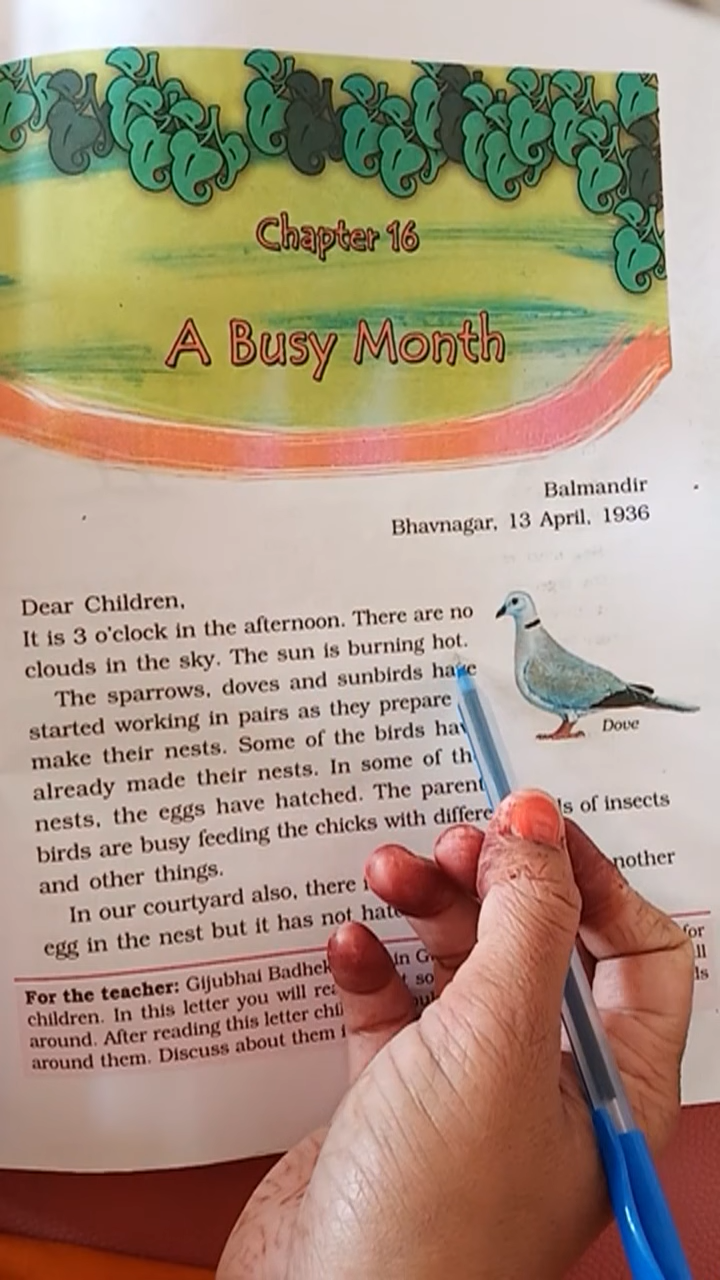 Chapter 16
A Busy Month
Balmandir
Bhavnagar, 13 April, 1936
Dear Children,
It is 3 o'clock in the afternoon. There are no
clouds in the sky. The sun is burning hot.
The sparrows, doves and sunbirds have
started working in pairs as they prepare
make their nests. Some of the birds
already made their nests. In some of
nests, the eggs have hatched. The
birds are busy feeding the chicks with of insects
and other things.
Dove
In our courtyard also, there
egg in the nest but it has not
For the teacher: Gijubhai in for
children. In this letter you will
around. After reading this letter
around them. Discuss about them